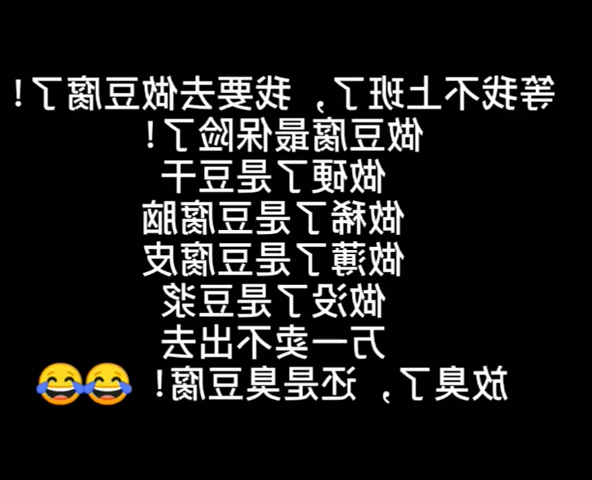 等我不上班了，我要去做豆腐了！
做豆腐最保险了！
做硬了是豆干
做稀了是豆腐脑
做薄了是豆腐皮
做没了是豆浆
万一卖不出去
放臭了，还是臭豆腐！😂😂